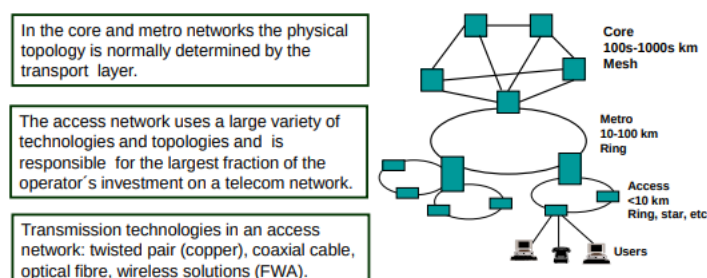 In the core and metro networks the physical
topology is normally determined by the
transport layer.
The access network uses a large variety of
technologies and topologies and is
responsible for the largest fraction of the
operator´s investment on a telecom network.
Transmission technologies in an access
network: twisted pair (copper), coaxial cable,
optical fibre, wireless solutions (FWA).
Core
100s-1000s km
Mesh
Metro
10-100 km
Ring
Access
<10 km
Ring, star, etc
Users